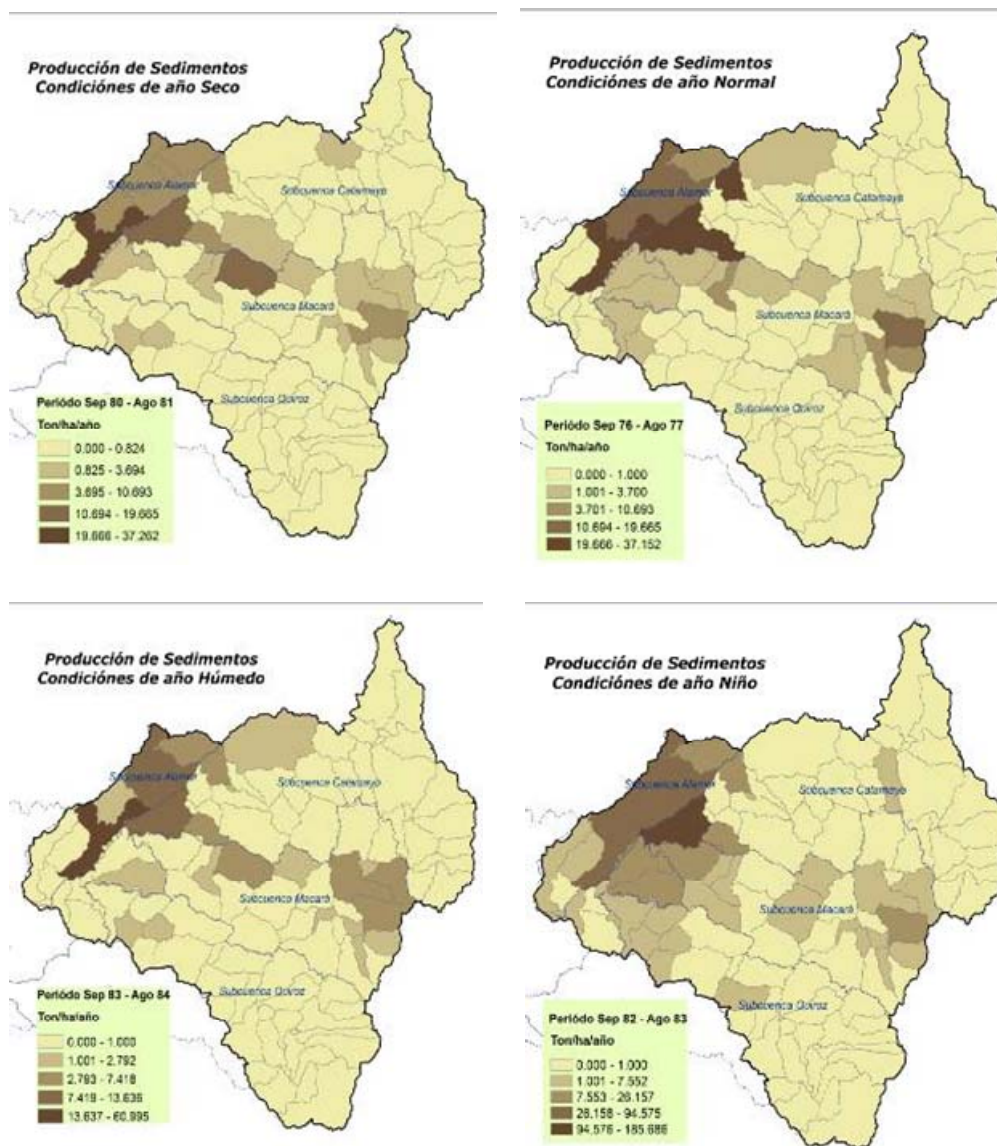 Producción de Sedimentos
Condiciónes de año Seco
Subcuenca Alamor
Subcuenca Catamayo
Subcuenca Macará
Subcuenca Quiroz
Periódo Sep 80 - Ago 81
Ton/ha/año
0.000 - 0.824
0.825 - 3.694
3.695 - 10.693
10.694 - 19.665
19.666 - 37.262
Producción de Sedimentos
Condiciónes de año Normal
Subcuenca Alamor
Subcuenca Catamayo
Subcuenca Macará
Subcuenca Quiroz
Periódo Sep 76 - Ago 77
Ton/ha/año
0.000 - 1.000
1.001 - 3.700
3.701 - 10.693
10.694 - 19.665
19.666 - 37.152
Producción de Sedimentos
Condiciónes de año Húmedo
Subcuenca Alamor
Subcuenca Catamayo
Subcuenca Macará
Subcuenca Quiroz
Periódo Sep 83 - Ago 84
Ton/ha/año
0.000 - 1.000
1.001 - 2.792
2.793 - 7.418
7.419 - 13.636
13.637 - 60.995
Producción de Sedimentos
Condiciónes de año Niño
Subcuenca Alamor
Subcuenca Catamayo
Subcuenca Macará
Subcuenca Quiroz
Periódo Sep 82 - Ago 83
Ton/ha/año
0.000 - 1.000
1.001 - 7.552
7.553 - 26.157
26.158 - 94.575
94.576 - 185.686